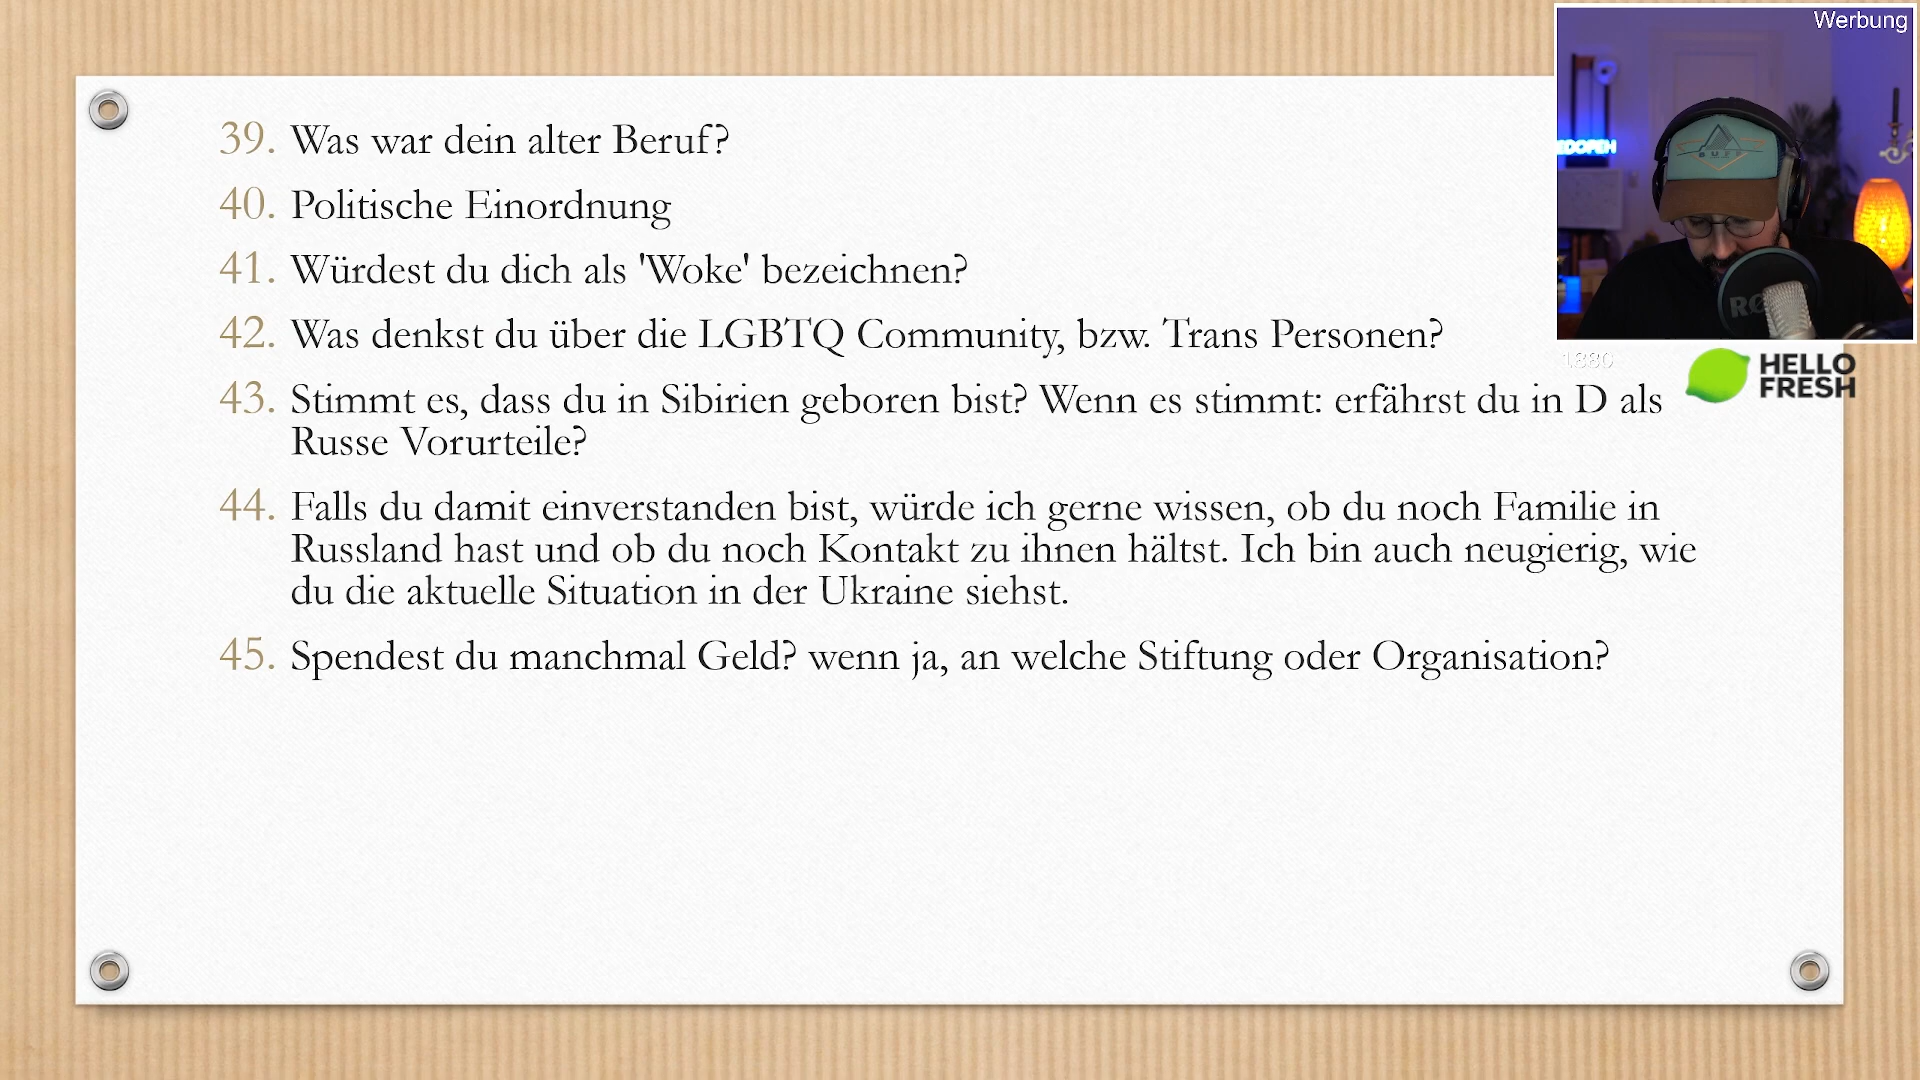 Werbung
39. Was war dein alter Beruf?
40. Politische Einordnung
41. Würdest du dich als 'Woke' bezeichnen?
42. Was denkst du über die LGBTQ Community, bzw. Trans Personen?
1880
HELLO
FRESH
43. Stimmt es, dass du in Sibirien geboren bist? Wenn es stimmt: erfährst du in D als
Russe Vorurteile?
44. Falls du damit einverstanden bist, würde ich gerne wissen, ob du noch Familie in
Russland hast und ob du noch Kontakt zu ihnen hältst. Ich bin auch neugierig, wie
du die aktuelle Situation in der Ukraine siehst.
45. Spendest du manchmal Geld? wenn ja, an welche Stiftung oder Organisation?